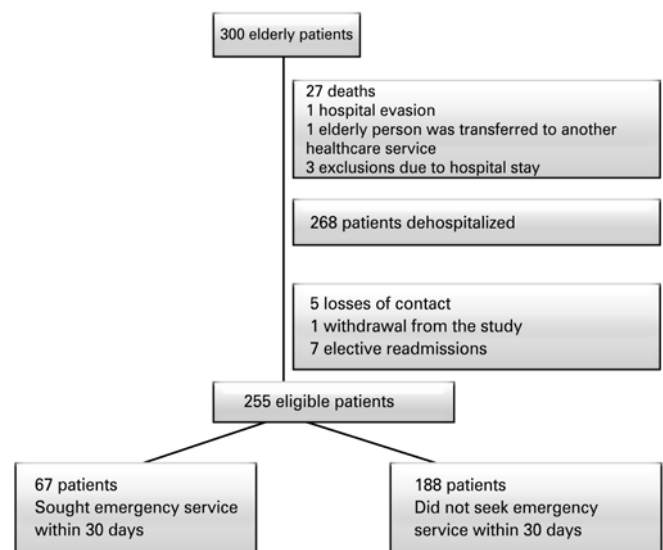 300 elderly patients
27 deaths
1 hospital evasion
1 elderly person was transferred to another
healthcare service
3 exclusions due to hospital stay
268 patients dehospitalized
5 losses of contact
1 withdrawal from the study
7 elective readmissions
255 eligible patients
67 patients
Sought emergency service
within 30 days
188 patients
Did not seek emergency
service within 30 days